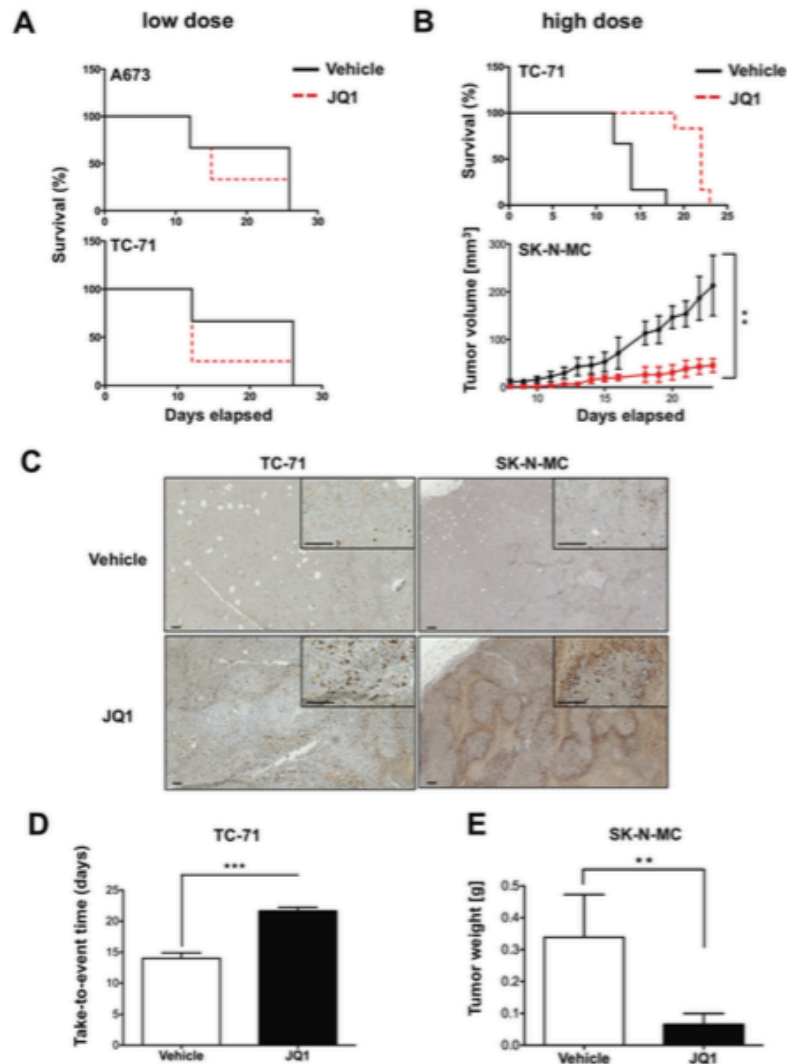 A
low dose
A673
Vehicle
JQ1
150
100
50
0
0
10
20
30
TC-71
150
100
50
0
0
10
20
30
Survival (%)
Days elapsed
B
high dose
TC-71
Vehicle
JQ1
Survival (%)
150
100
50
0
0
5
10
15
20
25
SK-N-MC
Tumor volume [mm³]
300
200
100
0
10
15
20
**
Days elapsed
C
TC-71
SK-N-MC
Vehicle
JQ1
D
TC-71
***
Take-to-event time (days)
25
20
15
10
5
0
Vehicle
JQ1
E
SK-N-MC
**
Tumor weight [g]
0.5
0.4
0.3
0.2
0.1
0.0
Vehicle
JQ1